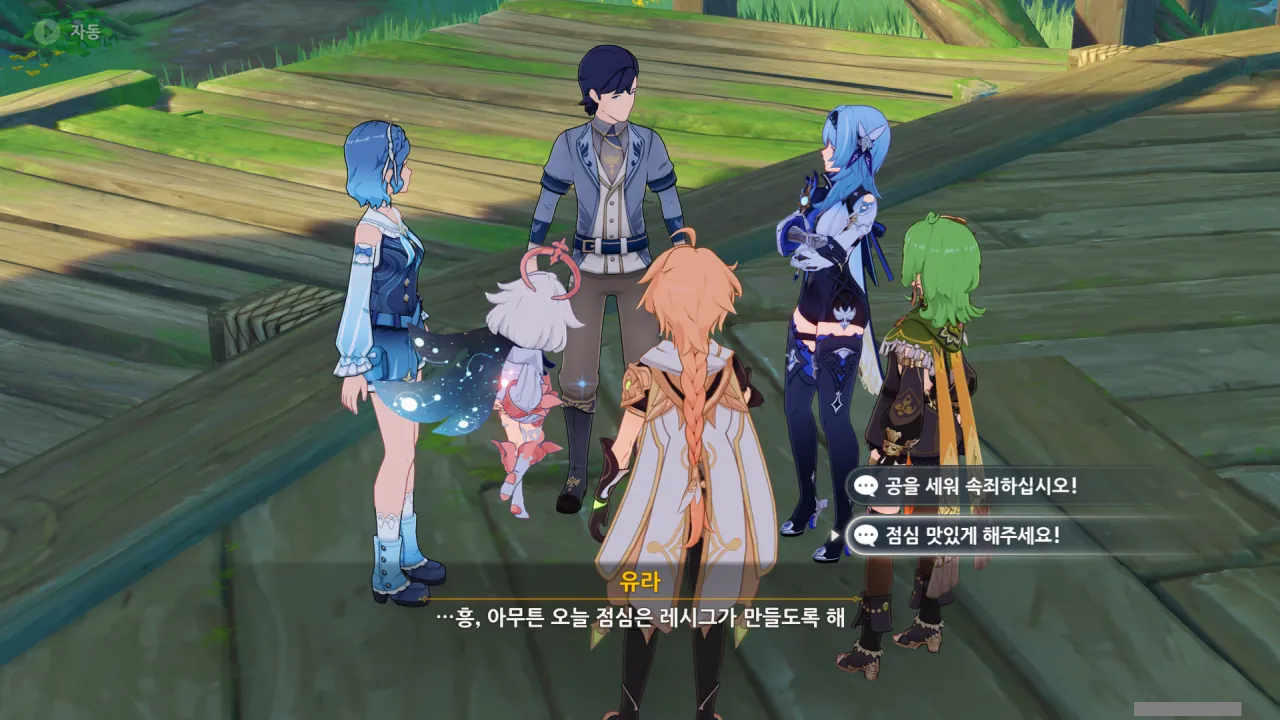 자동
공을 세워 속죄하십시오!
점심 맛있게 해주세요!
유라
…흥, 아무튼 오늘 점심은 레시그가 만들도록 해